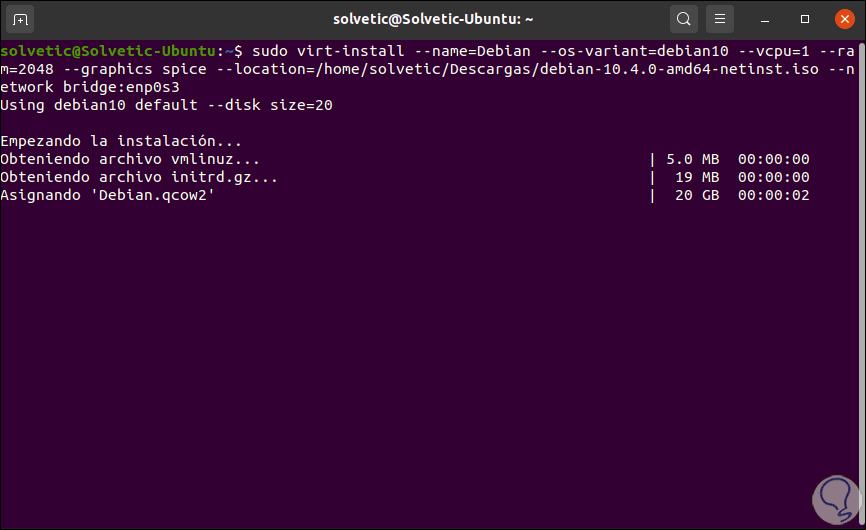 solvetic@Solvetic-Ubuntu: ~
solvetic@Solvetic-Ubuntu:~$ sudo virt-install --name=Debian --os-variant=debian10 --vcpu=1 --ra
m=2048 --graphics spice --location=/home/solvetic/Descargas/debian-10.4.0-amd64-netinst.iso --n
etwork bridge:enp0s3
Using debian10 default --disk size=20
Empezando la instalación...
Obteniendo archivo vmlinuz... | 5.0 MB 00:00:00
Obteniendo archivo initrd.gz... | 19 MB 00:00:00
Asignando 'Debian.qcow2' | 20 GB 00:00:02